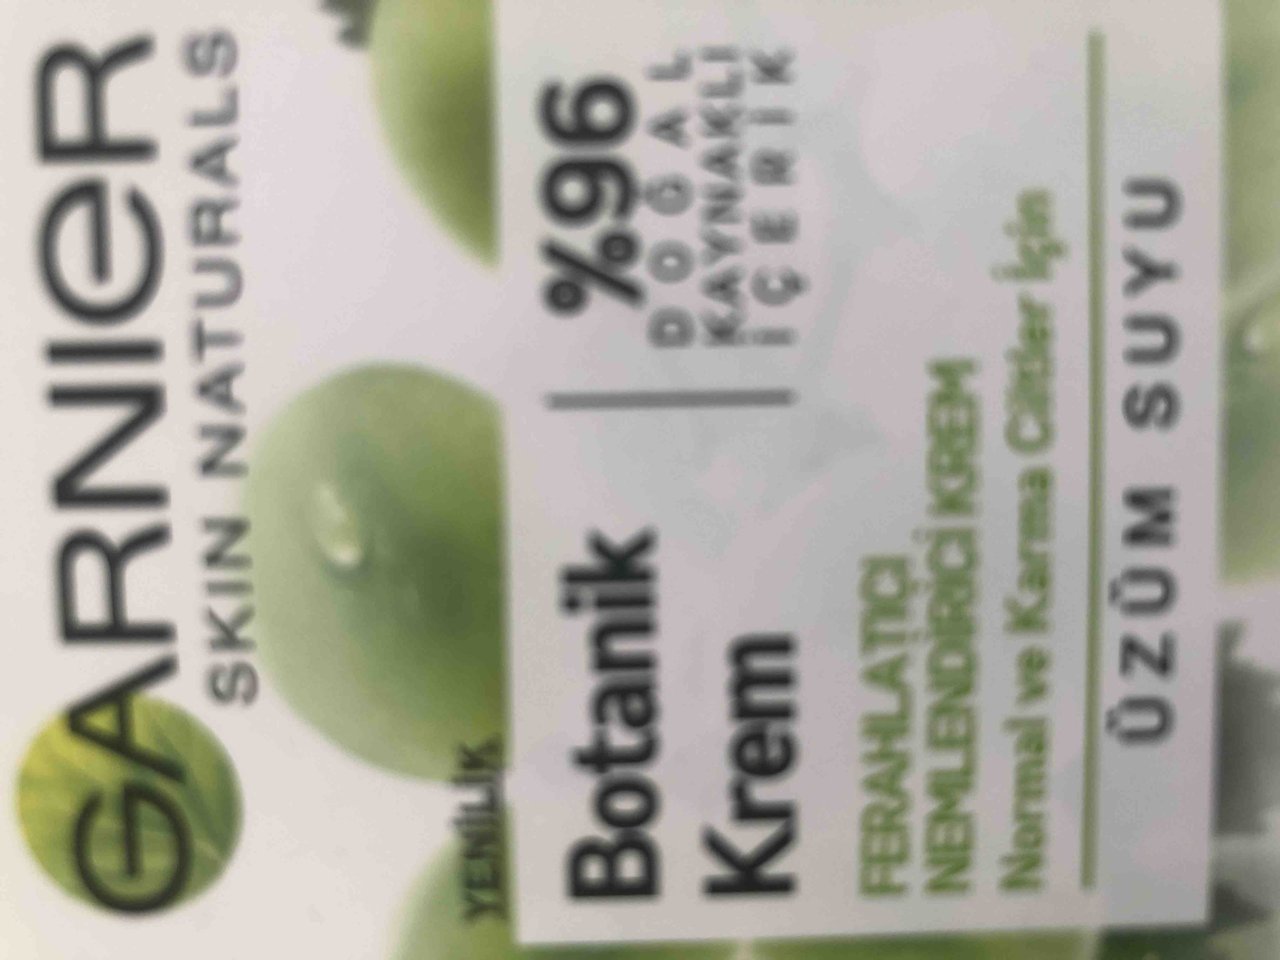 GARNIER
SKIN NATURALS
YENİLİK
Botanik
Krem
%96
DOĞAL
KAYNAKLI
İÇERİK
FERAHLATIÇI
NEMLENDİRİCİ KREM
Normal ve Karma Ciltler İçin
ÜZÜM SUYU